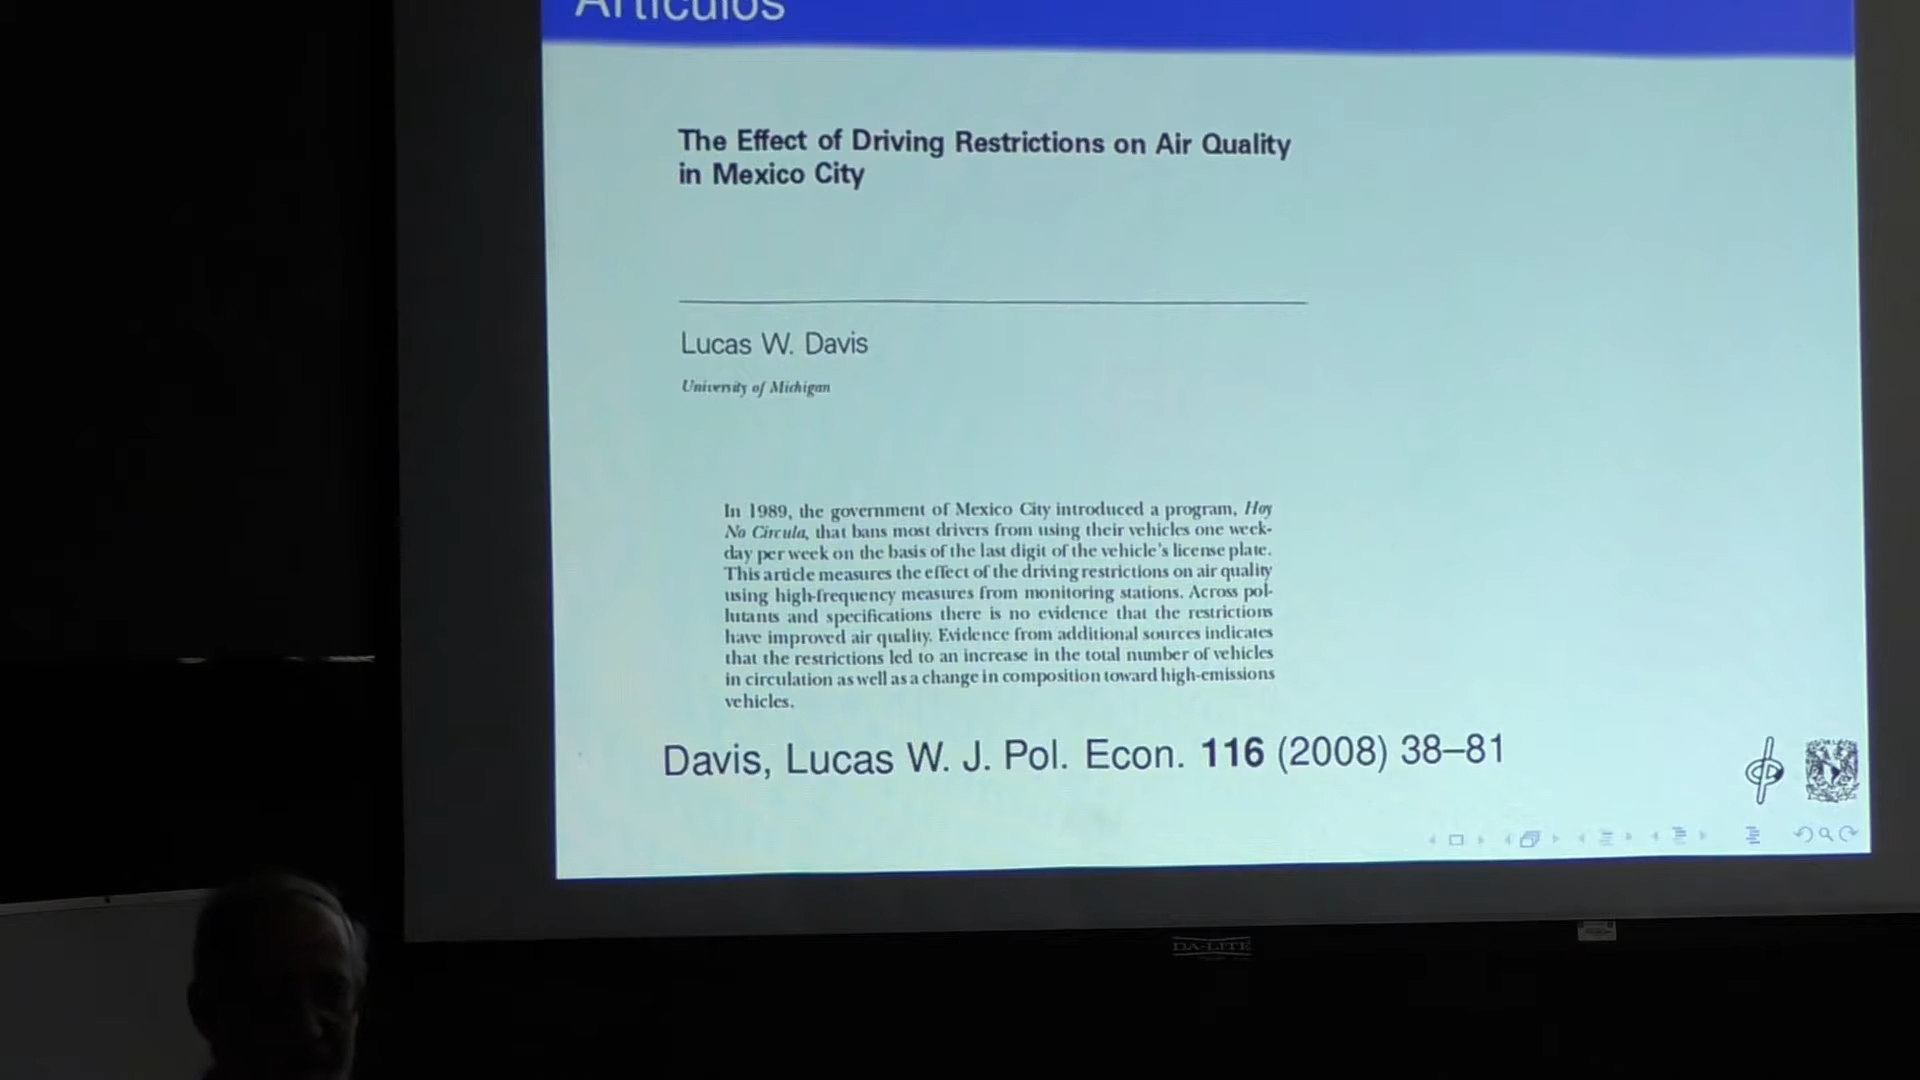 Artículos
The Effect of Driving Restrictions on Air Quality
in Mexico City
Lucas W. Davis
University of Michigan
In 1989, the government of Mexico City introduced a program, Hoy
No Circula, that bans most drivers from using their vehicles one week-
day per week on the basis of the last digit of the vehicle's license plate.
This article measures the effect of the driving restrictions on air quality
using high-frequency measures from monitoring stations. Across pol-
lutants and specifications there is no evidence that the restrictions
have improved air quality. Evidence from additional sources indicates
that the restrictions led to an increase in the total number of vehicles
in circulation as well as a change in composition toward high-emissions
vehicles.
Davis, Lucas W. J. Pol. Econ. 116 (2008) 38–81
DA-LITE